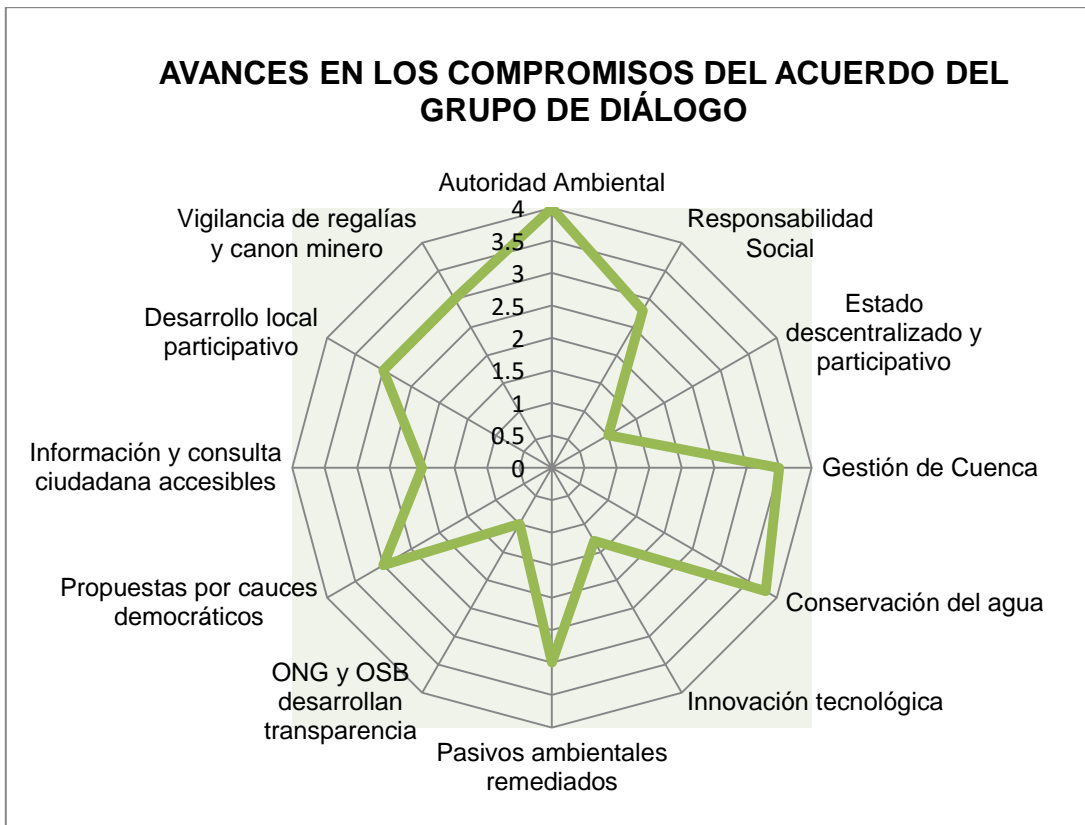 AVANCES EN LOS COMPROMISOS DEL ACUERDO DEL
GRUPO DE DIÁLOGO
Autoridad Ambiental
Responsabilidad
Social
Estado
descentralizado y
participativo
Gestión de Cuenca
Conservación del agua
Innovación tecnológica
Pasivos ambientales
remediados
ONG y OSB
desarrollan
transparencia
Propuestas por cauces
democráticos
Información y consulta
ciudadana accesibles
Desarrollo local
participativo
Vigilancia de regalías
y canon minero
4
3.5
3
2.5
2
1.5
1
0.5
0